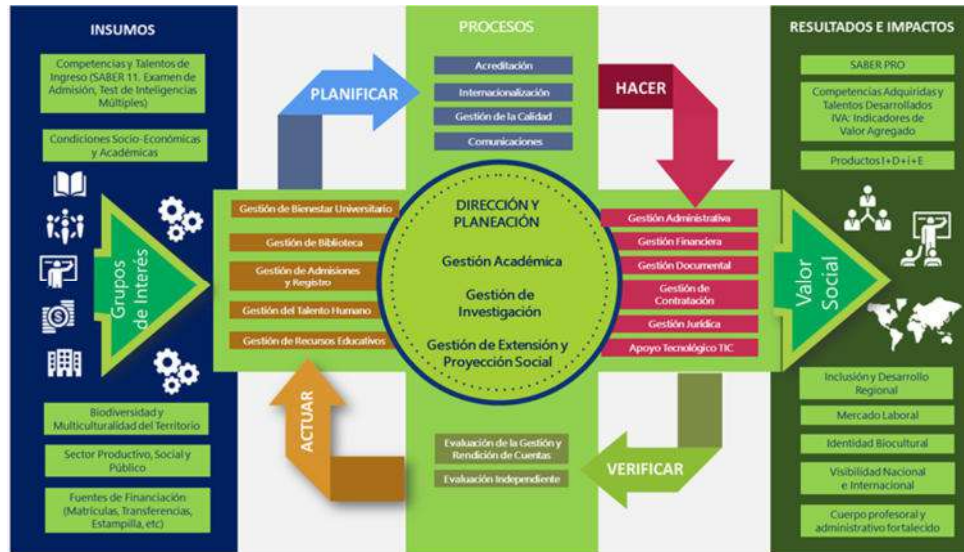 INSUMOS
Competencias y Talentos de
Ingreso (SABER 11. Examen de
Admisión, Test de Inteligencias
Múltiples)
Condiciones Socio-Económicas
y Académicas
Grupos
de Interés
Biodiversidad y
Multiculturalidad del Territorio
Sector Productivo, Social y
Público
Fuentes de Financiación
(Matrículas, Transferencias,
Estampilla, etc)
PROCESOS
PLANIFICAR
Acreditación
Internacionalización
Gestión de la Calidad
Comunicaciones
HACER
Gestión de Bienestar Universitario
Gestión de Biblioteca
Gestión de Admisiones
y Registro
Gestión del Talento Humano
Gestión de Recursos Educativos
DIRECCIÓN Y
PLANEACIÓN
Gestión Académica
Gestión de
Investigación
Gestión de Extensión y
Proyección Social
Gestión Administrativa
Gestión Financiera
Gestión Documental
Gestión de
Contratación
Gestión Jurídica
Apoyo Tecnológico TIC
ACTUAR
Evaluación de la Gestión y
Rendición de Cuentas
Evaluación Independiente
VERIFICAR
RESULTADOS E IMPACTOS
SABER PRO
Competencias Adquiridas y
Talentos Desarrollados
IVA: Indicadores de
Valor Agregado
Productos I+D+i+E
Valor
Social
Inclusión y Desarrollo
Regional
Mercado Laboral
Identidad Biocultural
Visibilidad Nacional
e Internacional
Cuerpo profesoral y
administrativo fortalecido